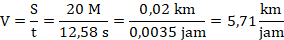 V = S/t = 20 M/12,58 s = 0,02 km/0,0035 jam = 5,71 km/jam